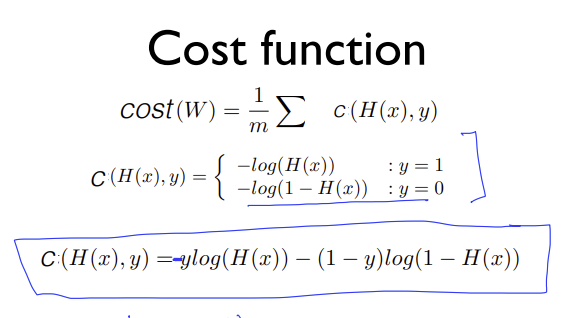 Cost function
cost(W) = 1/m ∑ c:(H(x), y)
C:(H(x), y) = { -log(H(x)) : y = 1
-log(1 - H(x)) : y = 0
C:(H(x), y) = -ylog(H(x)) - (1 - y)log(1 - H(x))